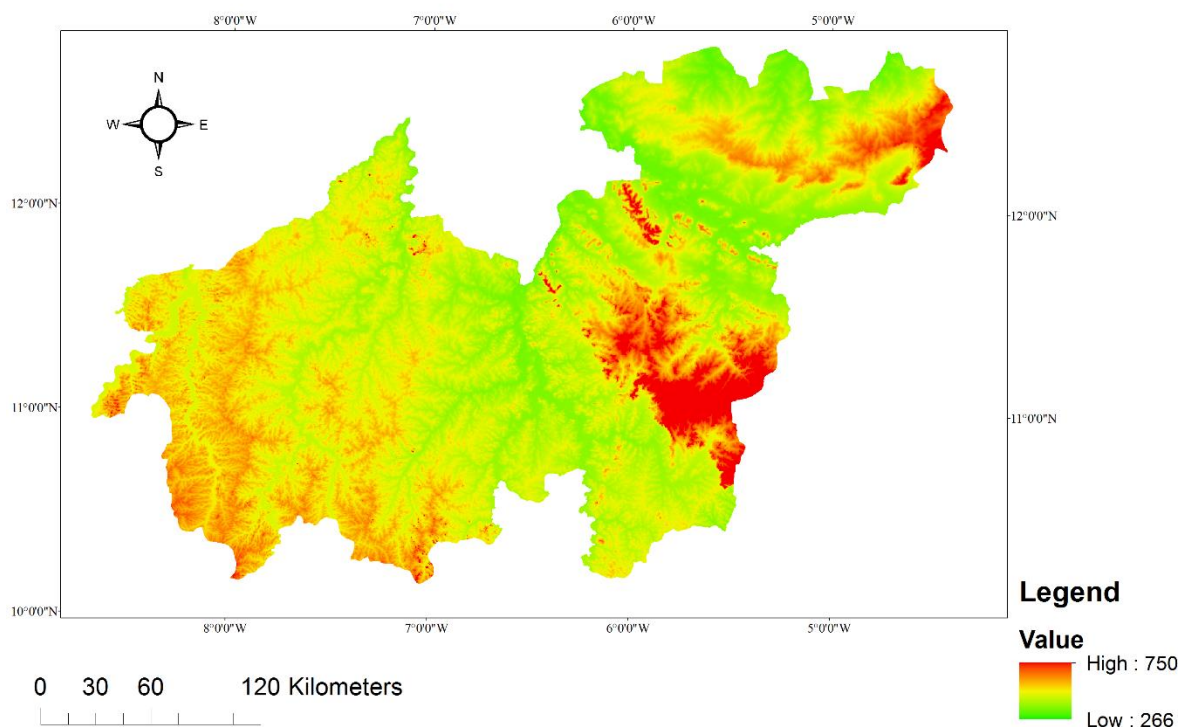 8°0'0"W 7°0'0"W 6°0'0"W 5°0'0"W
N
W E
S
12°0'0"N 12°0'0"N
11°0'0"N 11°0'0"N
10°0'0"N
8°0'0"W 7°0'0"W 6°0'0"W 5°0'0"W
Legend
Value
High : 750
Low : 266
0 30 60 120 Kilometers